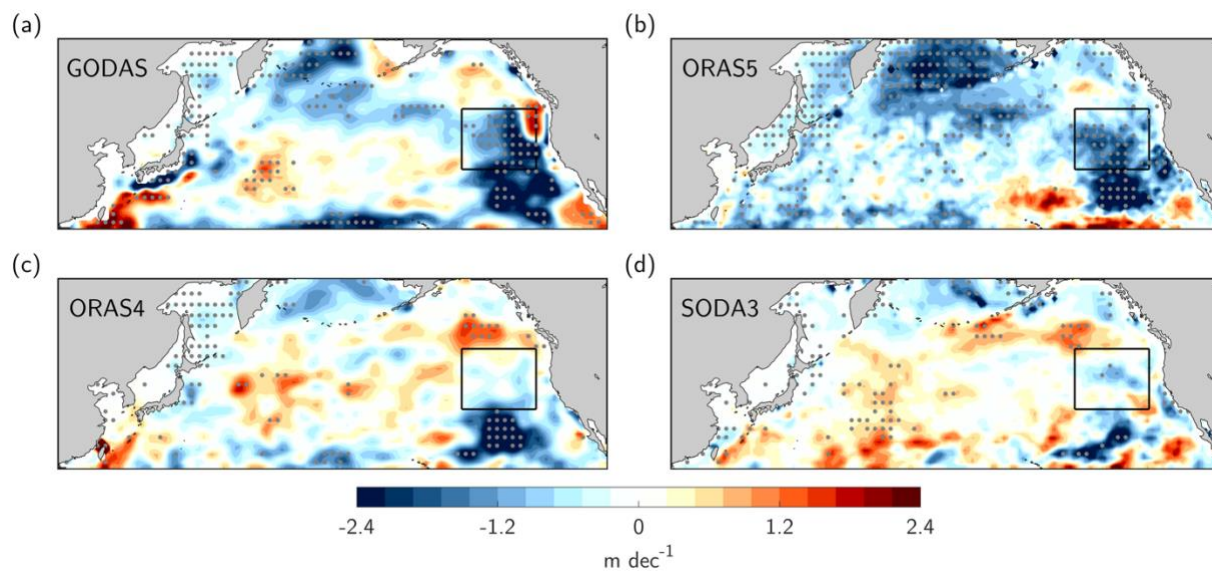 (a)
GODAS
(b)
ORAS5
(c)
ORAS4
(d)
SODA3
-2.4 -1.2 0 1.2 2.4
m dec-1